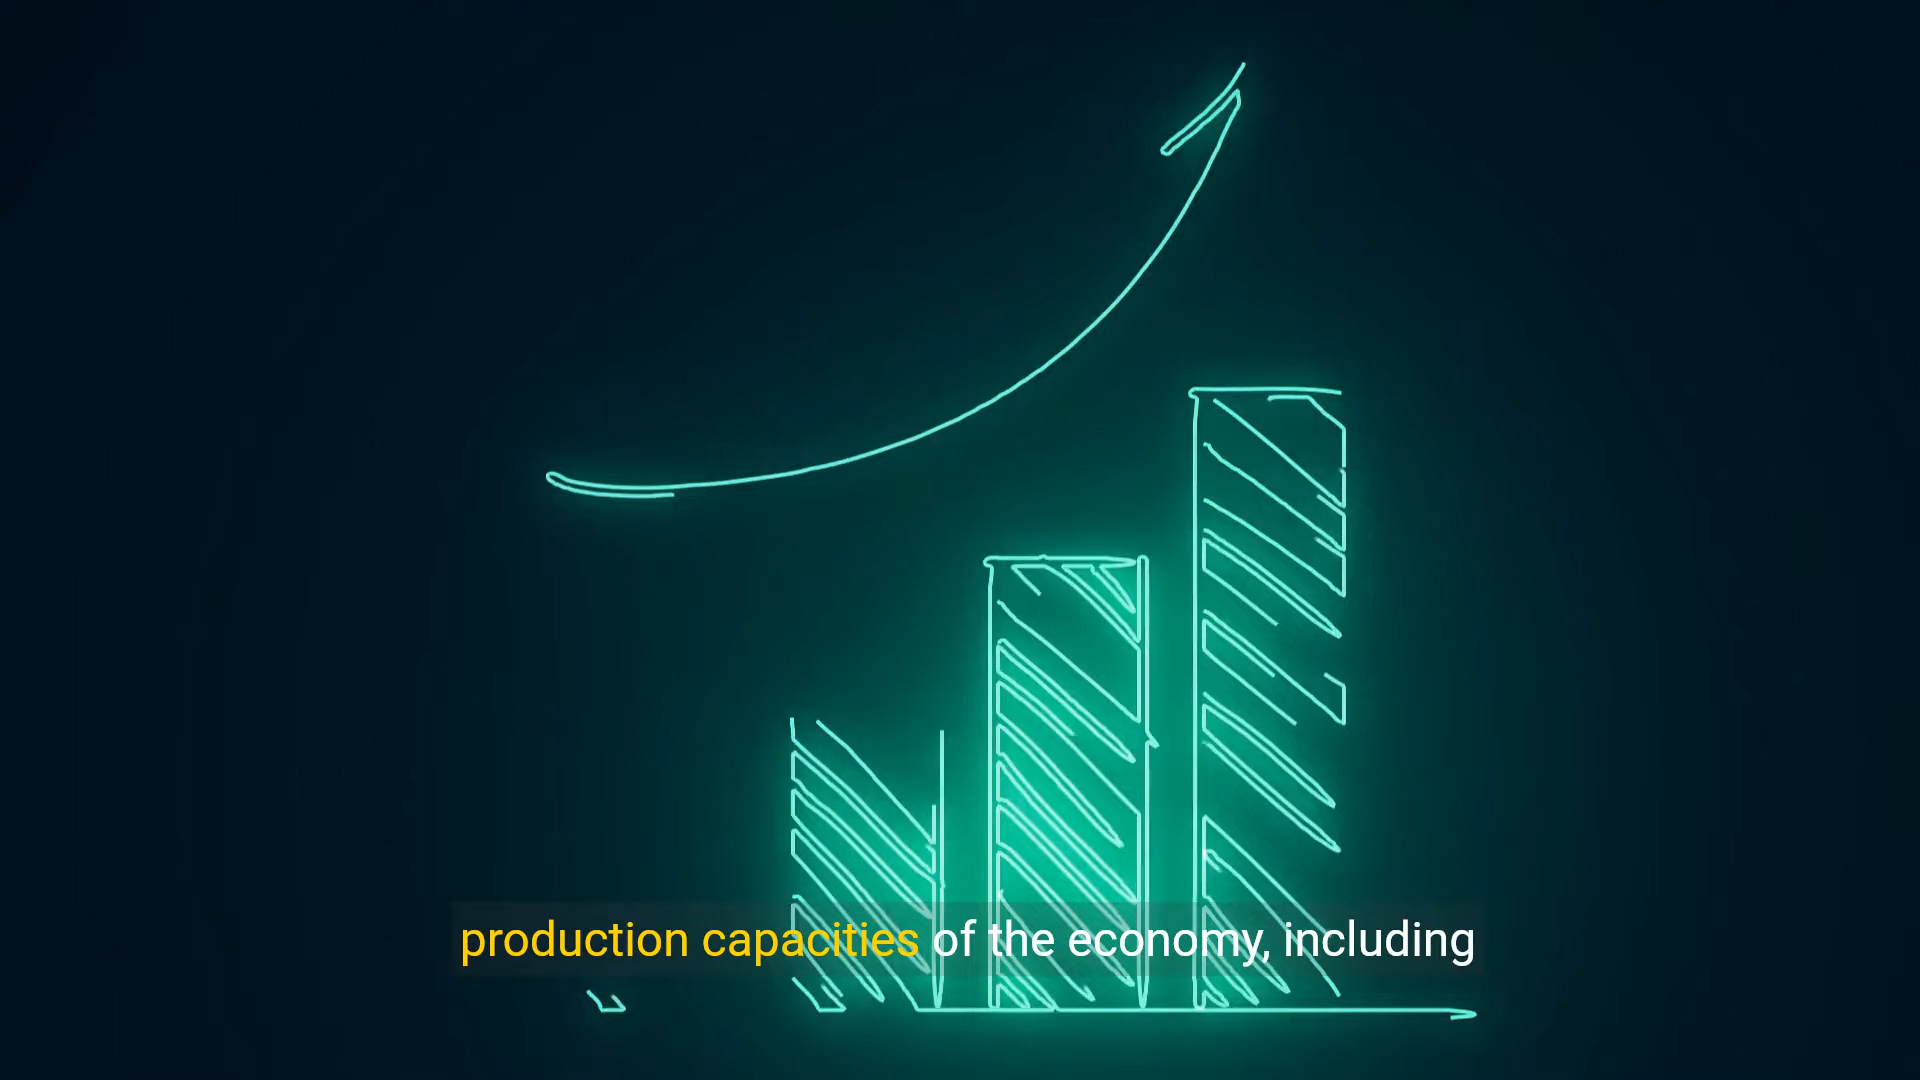 production capacities of the economy, including